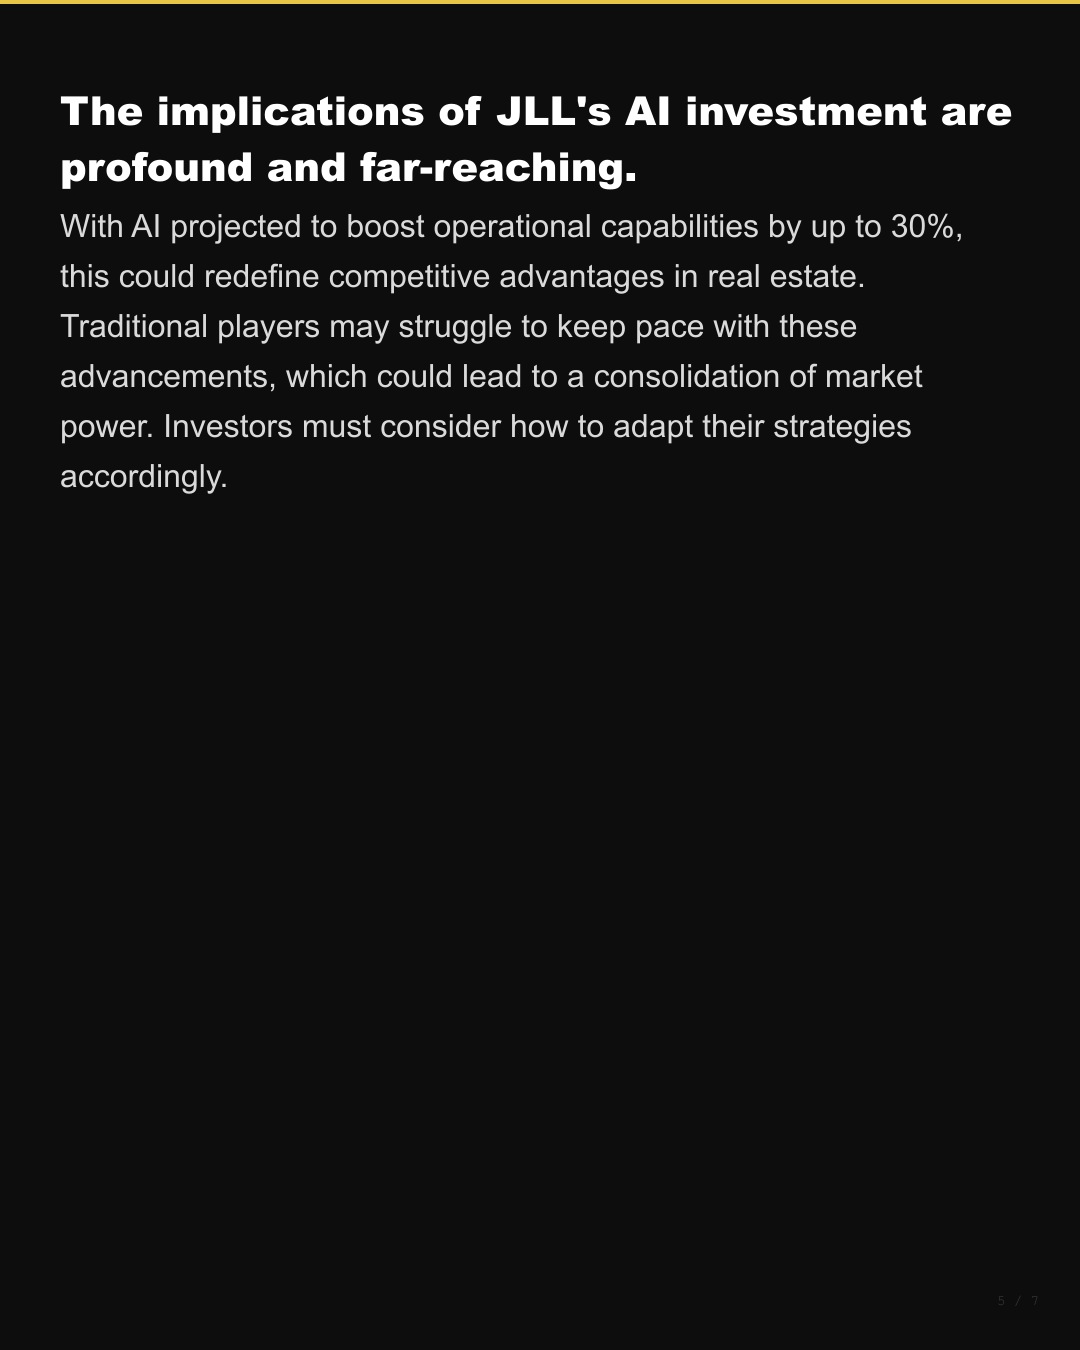 The implications of JLL's AI investment are
profound and far-reaching.
With AI projected to boost operational capabilities by up to 30%,
this could redefine competitive advantages in real estate.
Traditional players may struggle to keep pace with these
advancements, which could lead to a consolidation of market
power. Investors must consider how to adapt their strategies
accordingly.
5 / 7